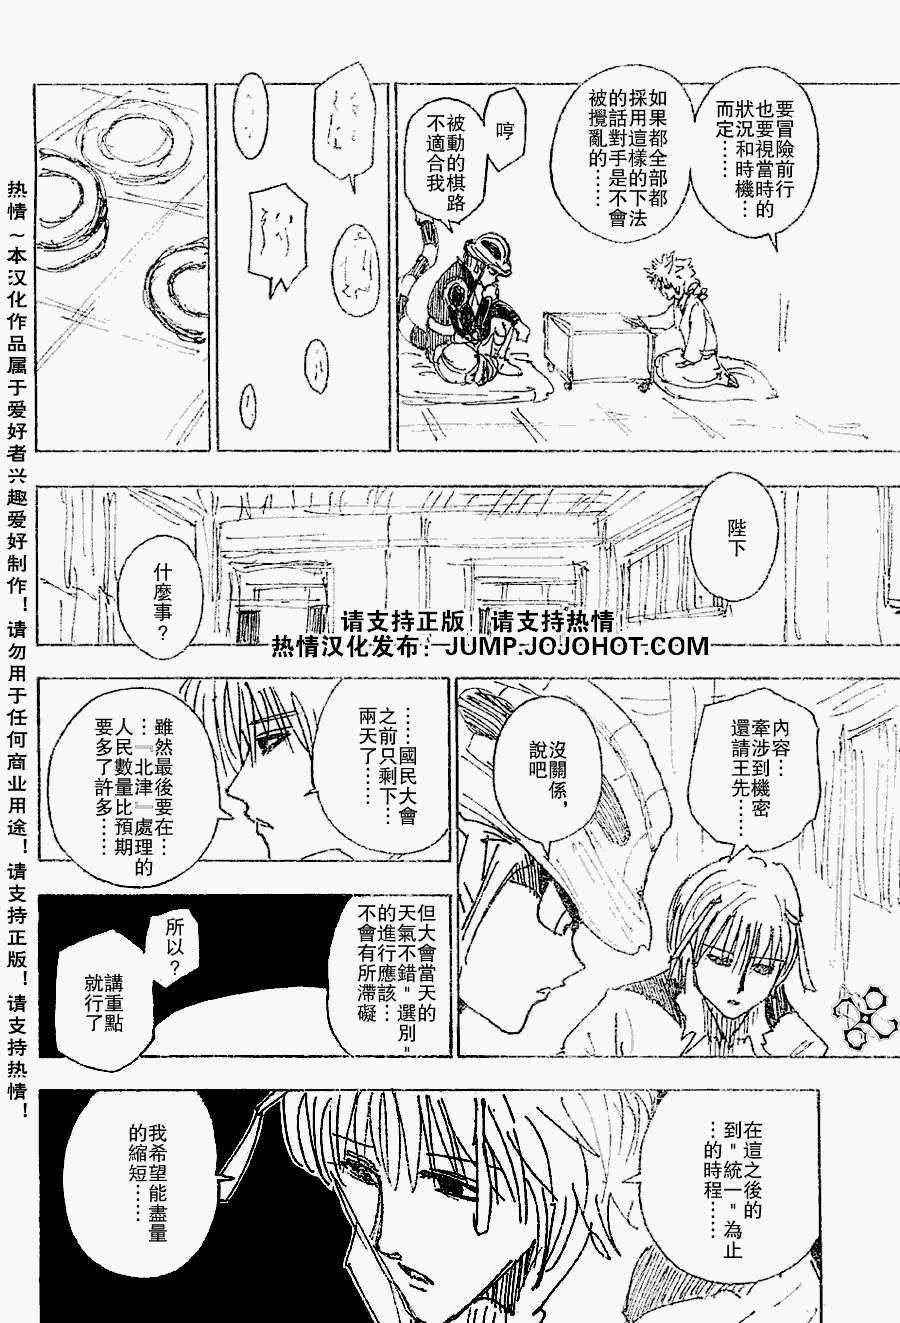 要冒險前行
也要視當時的
狀況和時機…
而定……
如果都全部都
採用這樣的下法
的話對手是不會
被攪亂的……
哼
被動的棋路
不適合我
陛下
什麼事？
请支持正版！请支持热情！
热情汉化发布：JUMP.JOJOHOT.COM
內容…
牽涉到機密
還請王先……
沒關係，
說吧
……國民大會
之前只剩下…
兩天了……
雖然最後要在…
…『北津』處理的
人民數量比預期
要多了許多……
但大會當天的
天氣不錯"選別"
的進行應該…
不會有所滯礙
所以？
講重點
就行了
在這之後的
到"統一"為止
…的時程……
我希望能盡量
的縮短……
热情~本汉化作品属于爱好者兴趣爱好制作！请勿用于任何商业用途！请支持正版！请支持热情！